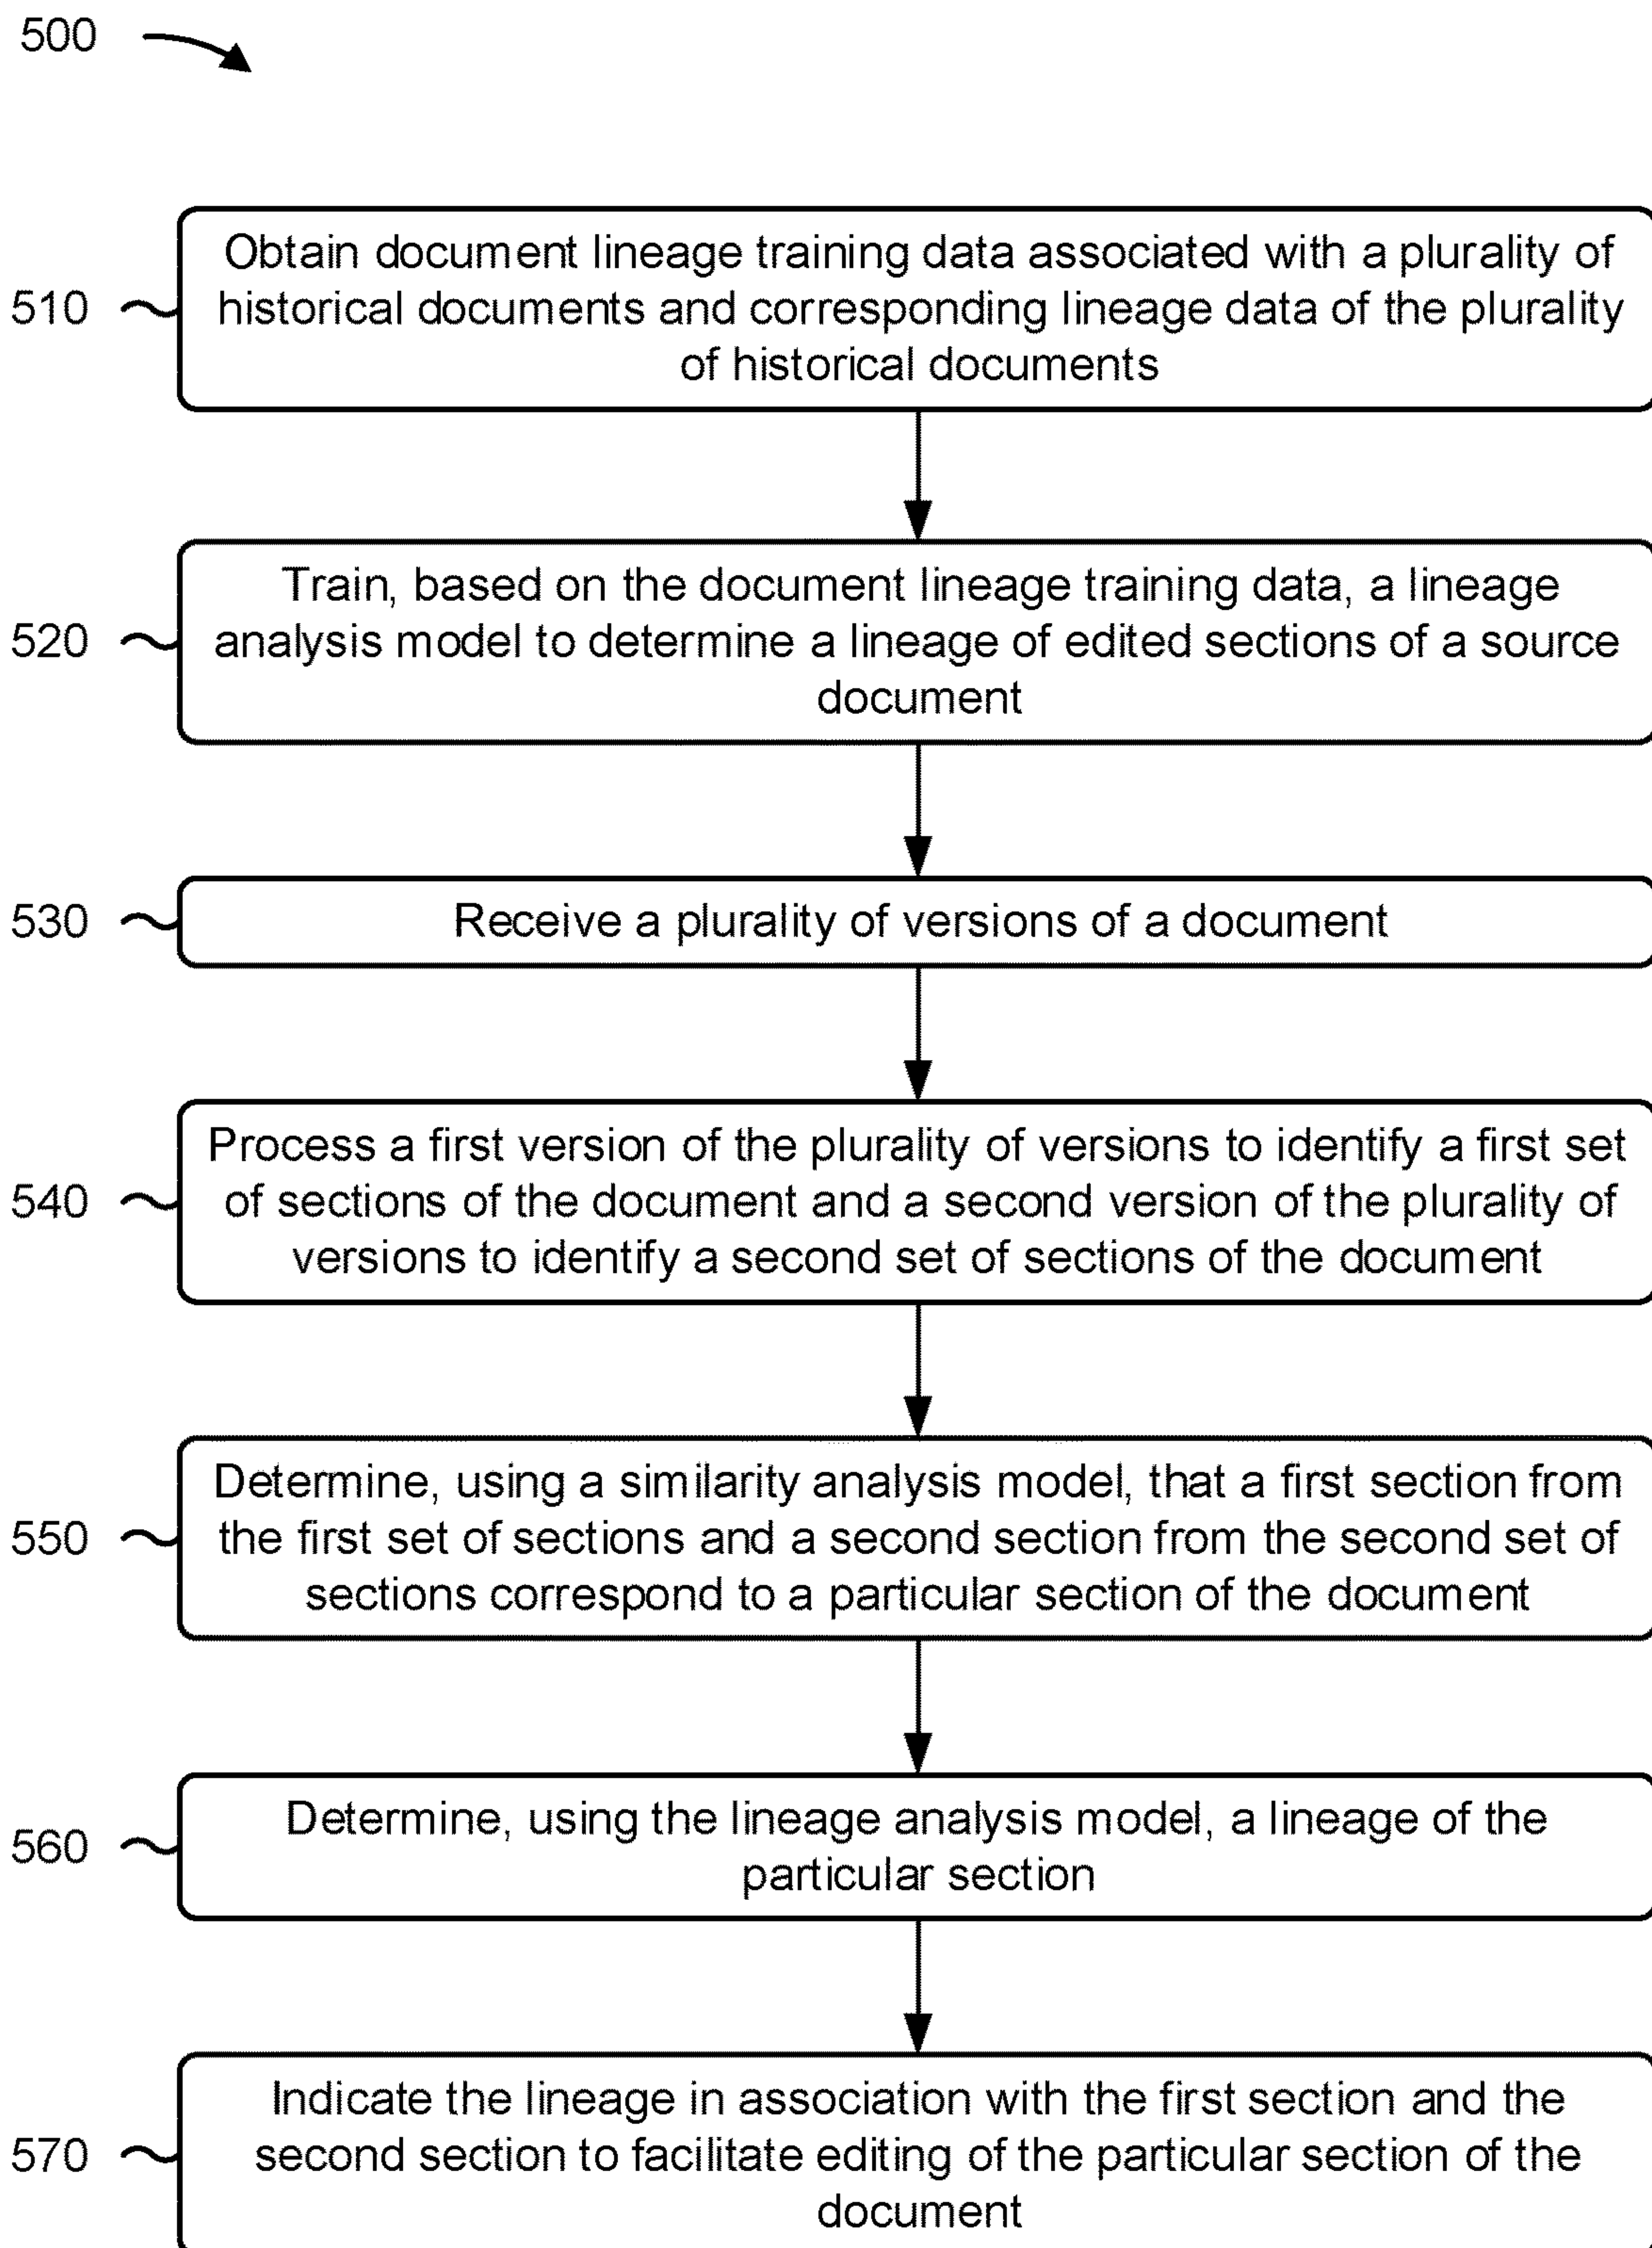 500
Obtain document lineage training data associated with a plurality of
historical documents and corresponding lineage data of the plurality
of historical documents
510
Train, based on the document lineage training data, a lineage
analysis model to determine a lineage of edited sections of a source
document
520
Receive a plurality of versions of a document
530
Process a first version of the plurality of versions to identify a first set
of sections of the document and a second version of the plurality of
versions to identify a second set of sections of the document
540
Determine, using a similarity analysis model, that a first section from
the first set of sections and a second section from the second set of
sections correspond to a particular section of the document
550
Determine, using the lineage analysis model, a lineage of the
particular section
560
Indicate the lineage in association with the first section and the
second section to facilitate editing of the particular section of the
document
570